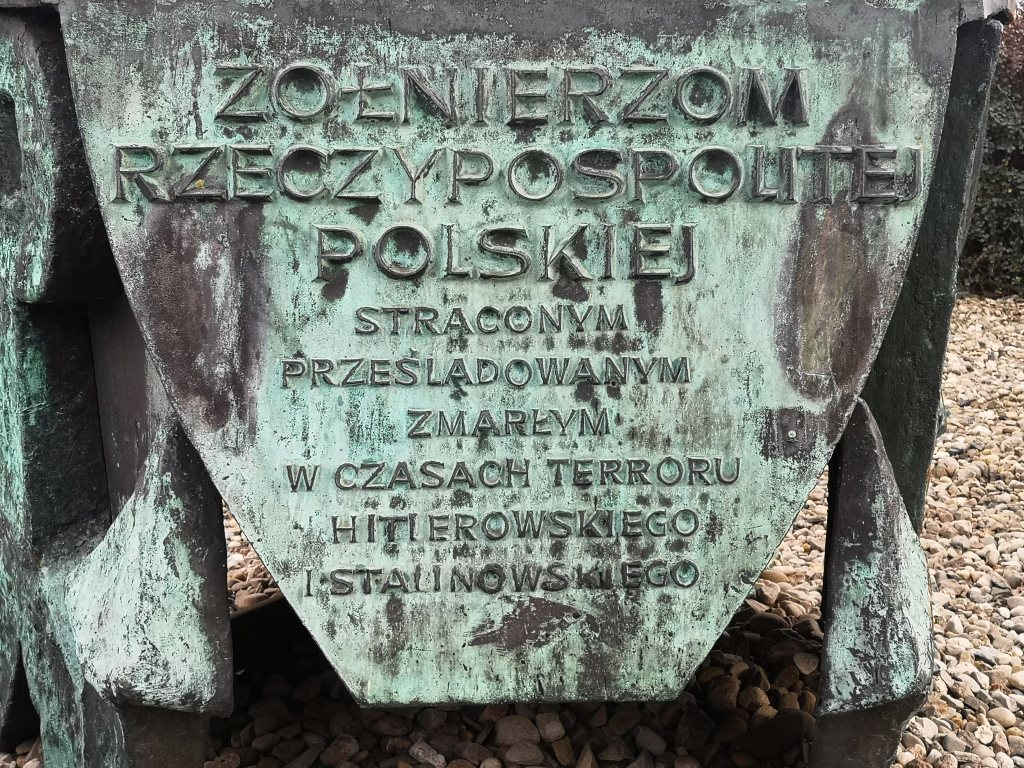 ŻOŁNIERZOM
RZECZYPOSPOLITEJ
POLSKIEJ
STRACONYM
PRZEŚLADOWANYM
ZMARŁYM
W CZASACH TERRORU
HITLEROWSKIEGO
I STALINOWSKIEGO